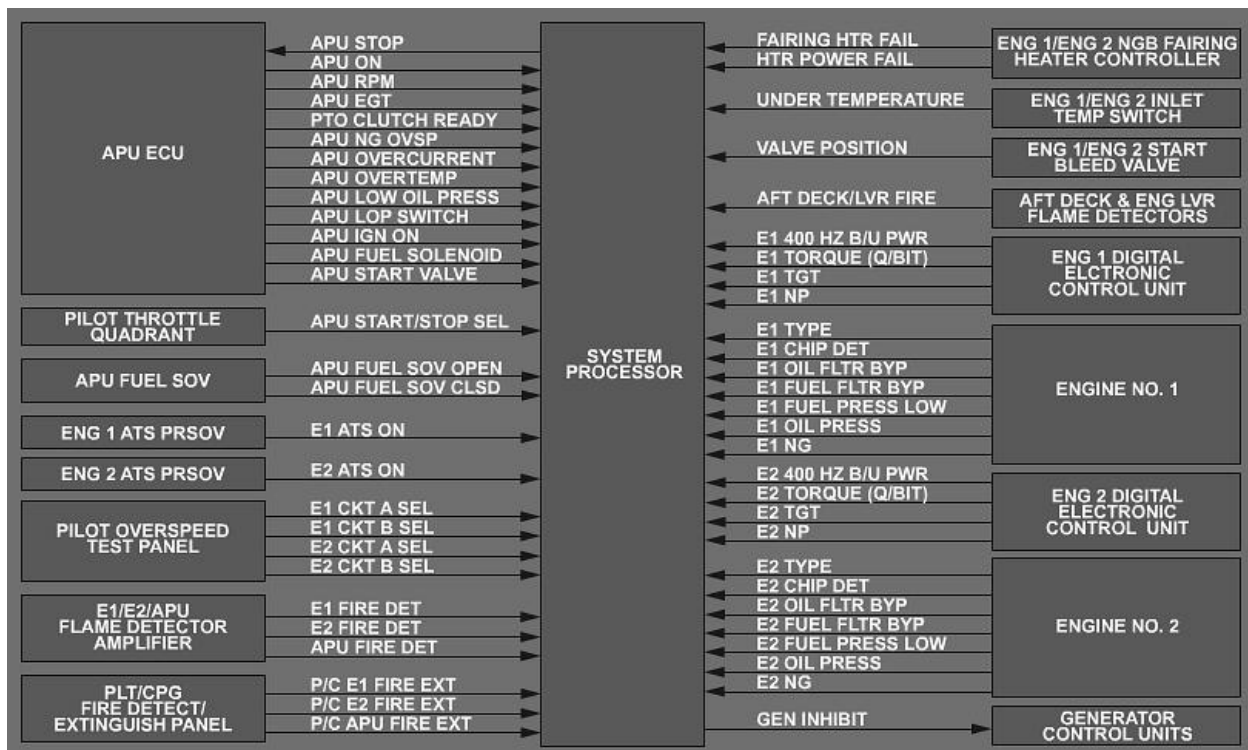 APU ECU
APU STOP
APU ON
APU RPM
APU EGT
PTO CLUTCH READY
APU NG OVSP
APU OVERCURRENT
APU OVERTEMP
APU LOW OIL PRESS
APU LOP SWITCH
APU IGN ON
APU FUEL SOLENOID
APU START VALVE
PILOT THROTTLE
QUADRANT
APU START/STOP SEL
APU FUEL SOV
APU FUEL SOV OPEN
APU FUEL SOV CLSD
ENG 1 ATS PRSOV
E1 ATS ON
ENG 2 ATS PRSOV
E2 ATS ON
PILOT OVERSPEED
TEST PANEL
E1 CKT A SEL
E1 CKT B SEL
E2 CKT A SEL
E2 CKT B SEL
E1/E2/APU
FLAME DETECTOR
AMPLIFIER
E1 FIRE DET
E2 FIRE DET
APU FIRE DET
PLT/CPG
FIRE DETECT/
EXTINGUISH PANEL
P/C E1 FIRE EXT
P/C E2 FIRE EXT
P/C APU FIRE EXT
SYSTEM
PROCESSOR
FAIRING HTR FAIL
HTR POWER FAIL
ENG 1/ENG 2 NGB FAIRING
HEATER CONTROLLER
UNDER TEMPERATURE
ENG 1/ENG 2 INLET
TEMP SWITCH
VALVE POSITION
ENG 1/ENG 2 START
BLEED VALVE
AFT DECK/LVR FIRE
AFT DECK & ENG LVR
FLAME DETECTORS
E1 400 HZ B/U PWR
E1 TORQUE (Q/BIT)
E1 TGT
E1 NP
ENG 1 DIGITAL
ELCTRONIC
CONTROL UNIT
E1 TYPE
E1 CHIP DET
E1 OIL FLTR BYP
E1 FUEL FLTR BYP
E1 FUEL PRESS LOW
E1 OIL PRESS
E1 NG
ENGINE NO. 1
E2 400 HZ B/U PWR
E2 TORQUE (Q/BIT)
E2 TGT
E2 NP
ENG 2 DIGITAL
ELECTRONIC
CONTROL UNIT
E2 TYPE
E2 CHIP DET
E2 OIL FLTR BYP
E2 FUEL FLTR BYP
E2 FUEL PRESS LOW
E2 OIL PRESS
E2 NG
ENGINE NO. 2
GEN INHIBIT
GENERATOR
CONTROL UNITS